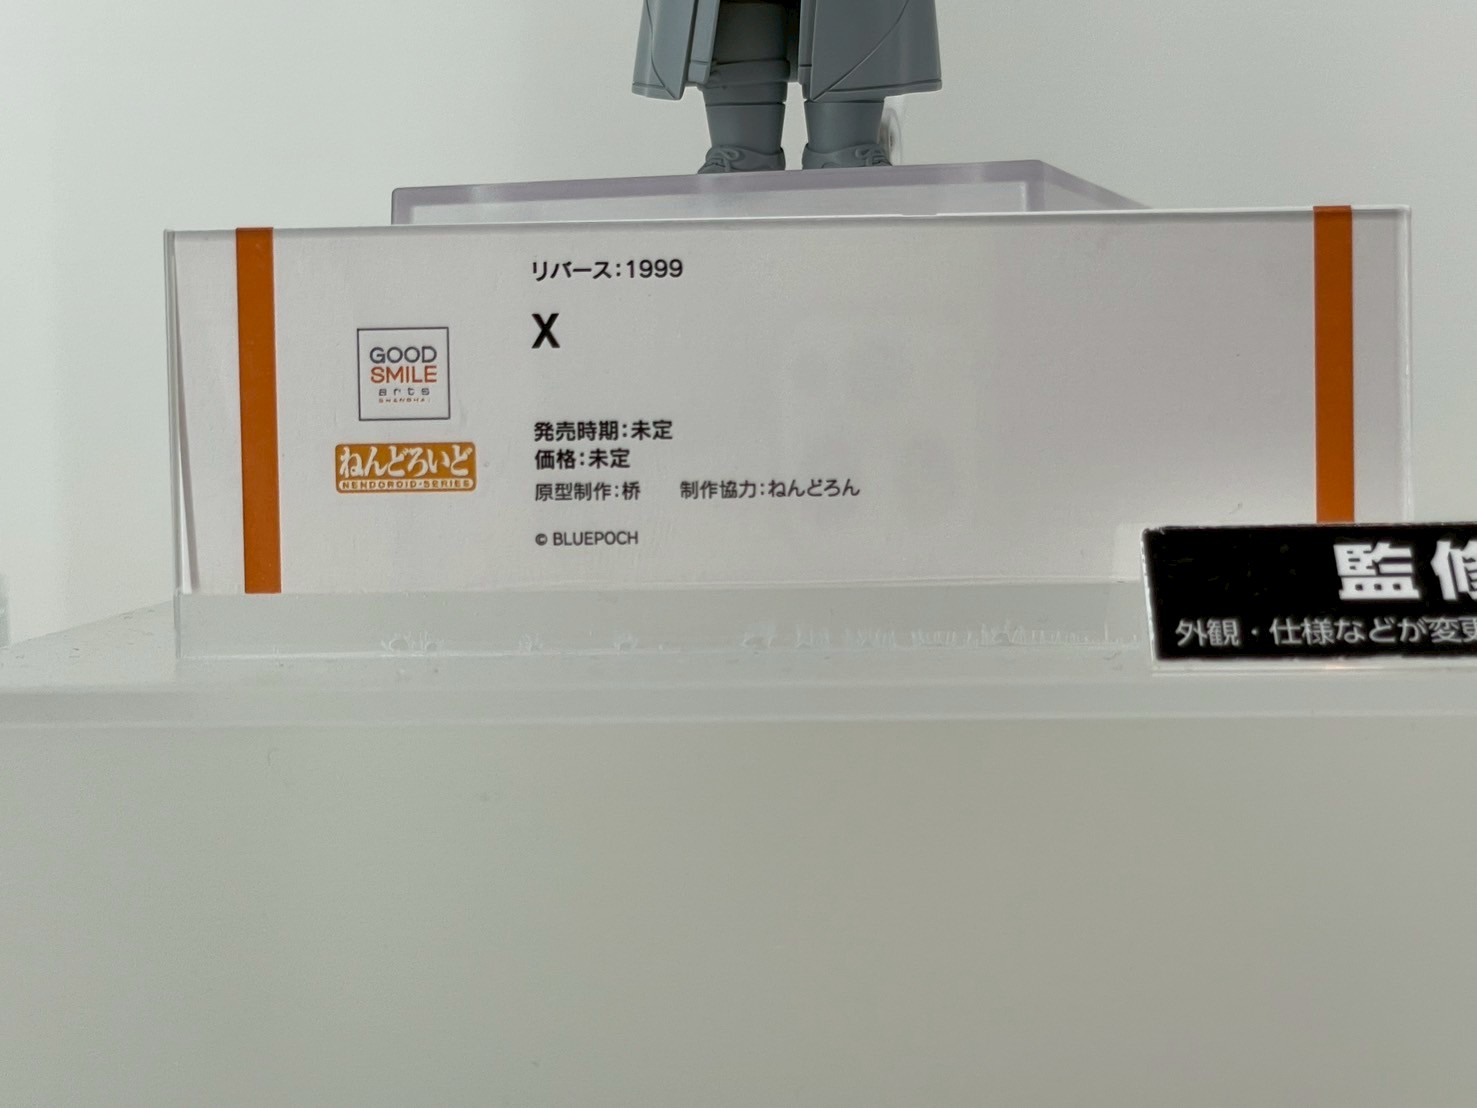 リバース：1999
X
GOOD
SMILE
arts
SHANGHAI
ねんどろいど
NENDOROID・SERIES
発売時期：未定
価格：未定
原型制作：桥　制作協力：ねんどろん
© BLUEPOCH
監修
外観・仕様などが変更